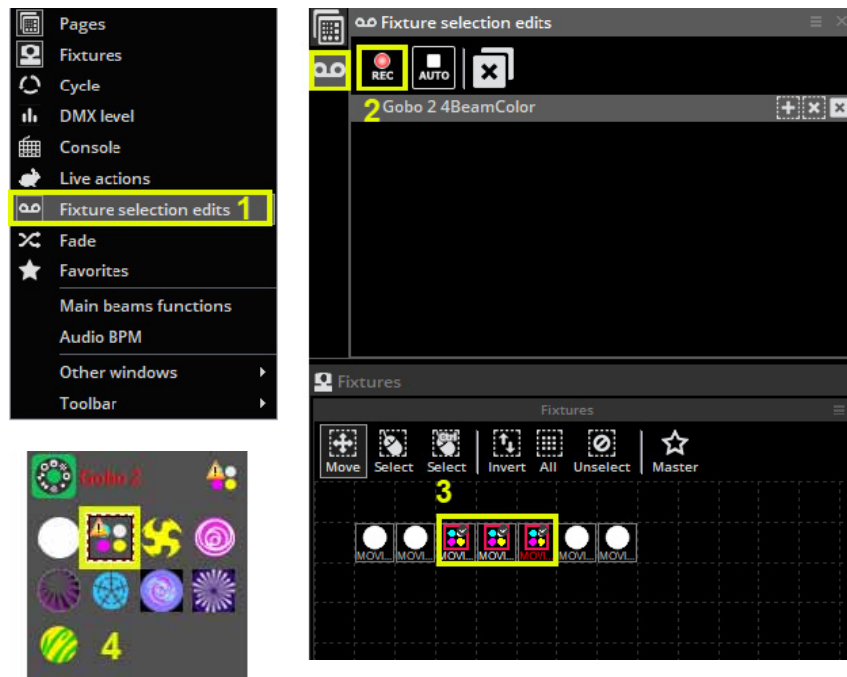 Pages
Fixtures
Cycle
DMX level
Console
Live actions
Fixture selection edits 1
Fade
Favorites
Main beams functions
Audio BPM
Other windows
Toolbar
Fixture selection edits
REC
AUTO
2
Gobo 2 4BeamColor
Fixtures
Fixtures
Ctrl
Move Select Select Invert All Unselect Master
3
MOVI... MOVI... MOVI... MOVI... MOVI... MOVI... MOVI...
Gobo 2
4